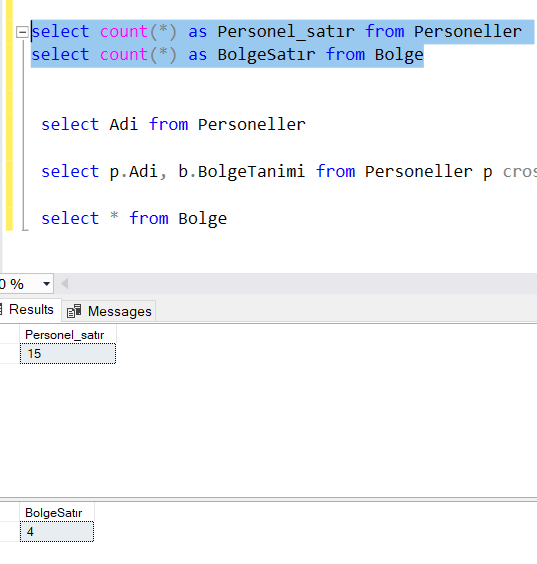 select count(*) as Personel_satır from Personeller
select count(*) as BolgeSatır from Bolge
select Adi from Personeller
select p.Adi, b.BolgeTanimi from Personeller p cros
select * from Bolge
0 %
Results Messages
Personel_satır
15
BolgeSatır
4